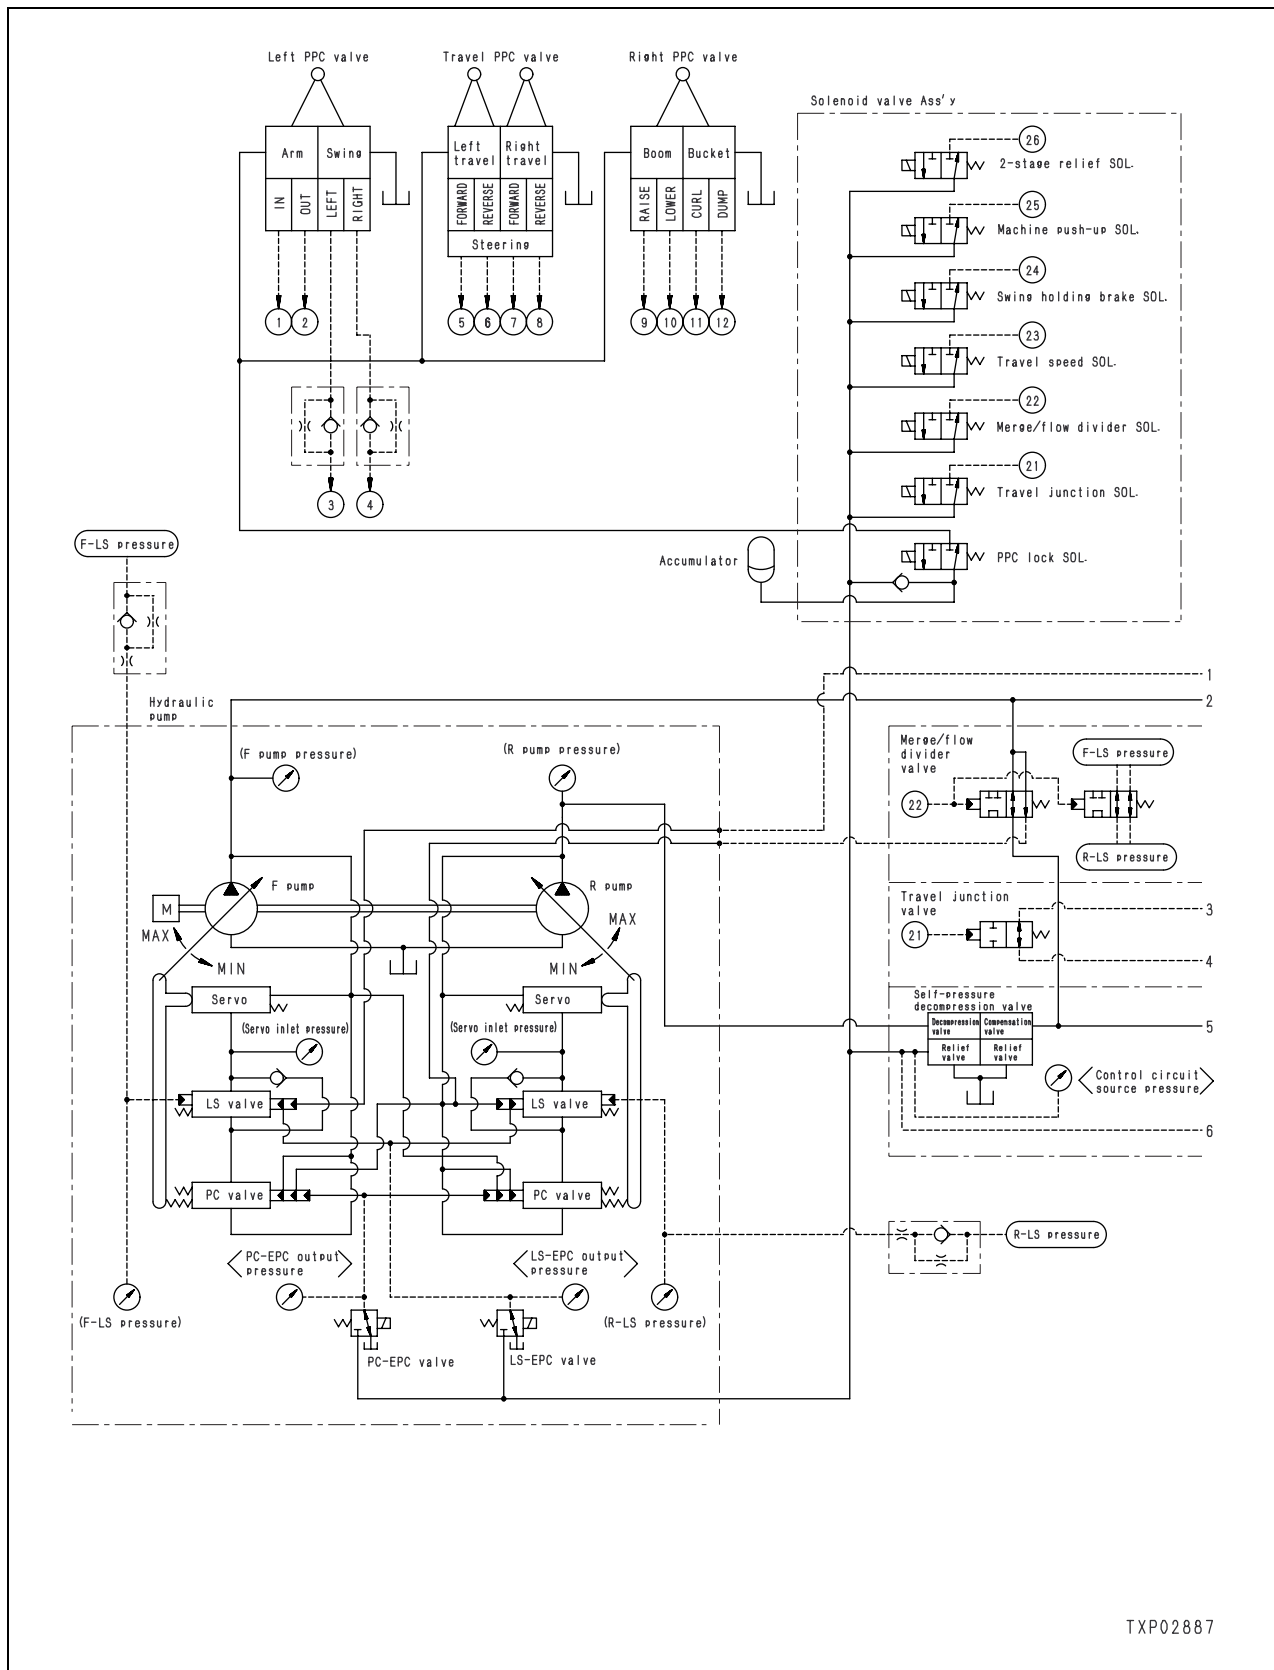 Left PPC valve
Travel PPC valve
Right PPC valve
Solenoid valve Ass'y
Arm
Swing
Left travel
Right travel
Boom
Bucket
IN
OUT
LEFT
RIGHT
FORWARD
REVERSE
FORWARD
REVERSE
RAISE
LOWER
CURL
DUMP
Steering
1
2
5
6
7
8
9
10
11
12
3
4
26
2-stage relief SOL.
25
Machine push-up SOL.
24
Swing holding brake SOL.
23
Travel speed SOL.
22
Merge/flow divider SOL.
21
Travel junction SOL.
PPC lock SOL.
Accumulator
F-LS pressure
1
2
Hydraulic
pump
(F pump pressure)
(R pump pressure)
Merge/flow
divider
valve
F-LS pressure
22
R-LS pressure
F pump
R pump
M
MAX
MIN
MAX
MIN
Travel junction
valve
21
3
4
Servo
Servo
(Servo inlet pressure)
(Servo inlet pressure)
Self-pressure
decompression valve
Decompression
valve
Compensation
valve
Relief
valve
Relief
valve
5
Control circuit
source pressure
6
LS valve
LS valve
PC valve
PC valve
PC-EPC output
pressure
LS-EPC output
pressure
R-LS pressure
(F-LS pressure)
(R-LS pressure)
PC-EPC valve
LS-EPC valve
TXP02887